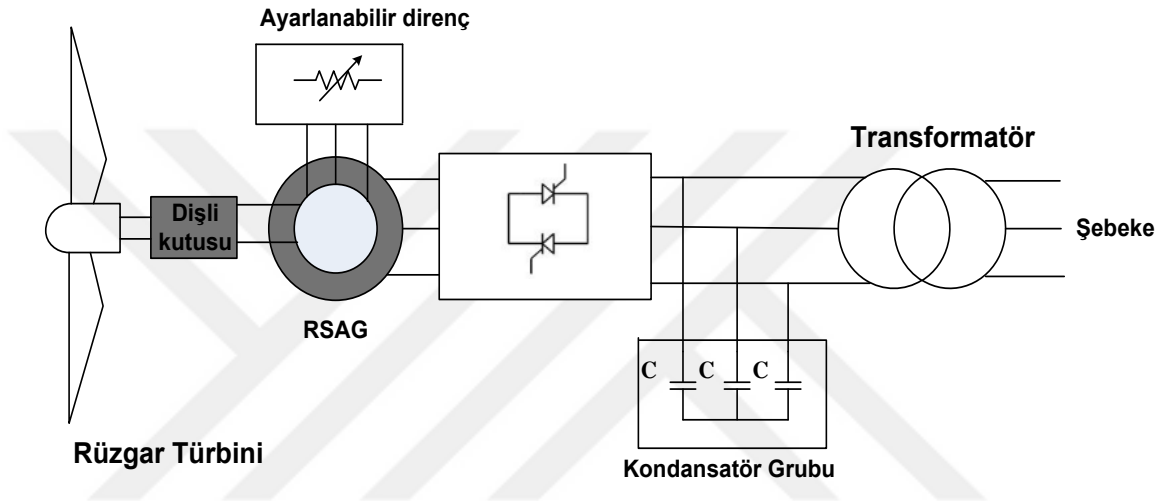 Ayarlanabilir direnç
Transformatör
Dişli
kutusu
Şebeke
RSAG
C C C
Rüzgar Türbini
Kondansatör Grubu